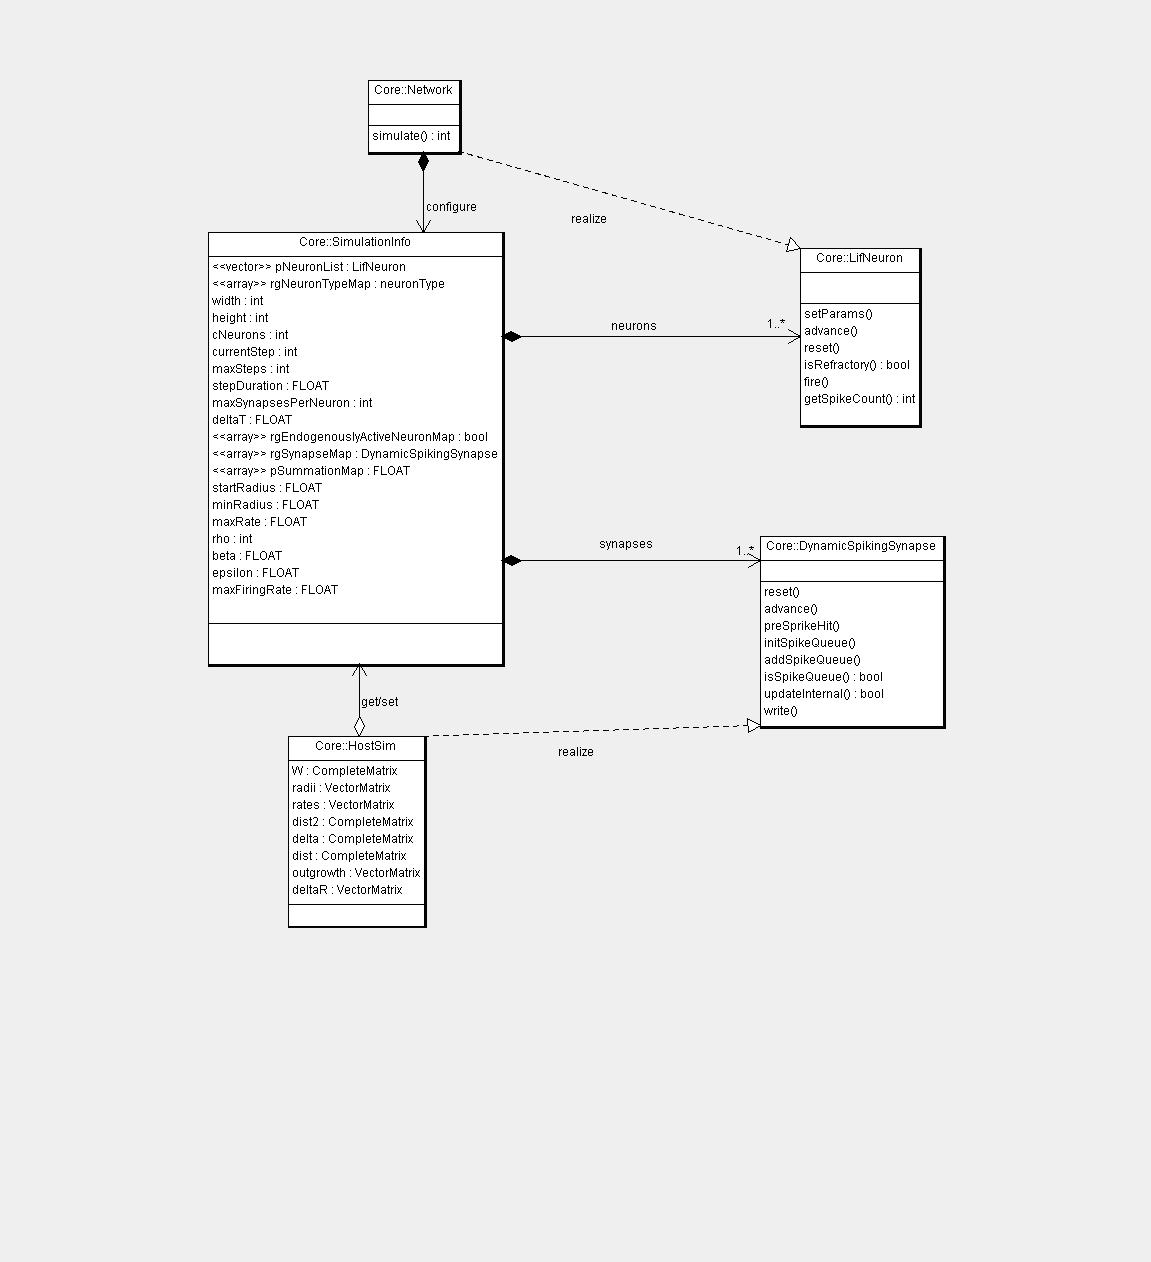 Core::Network
simulate() : int
configure
realize
Core::SimulationInfo
<<vector>> pNeuronList : LifNeuron
<<array>> rgNeuronTypeMap : neuronType
width : int
height : int
cNeurons : int
currentStep : int
maxSteps : int
stepDuration : FLOAT
maxSynapsesPerNeuron : int
deltaT : FLOAT
<<array>> rgEndogenouslyActiveNeuronMap : bool
<<array>> rgSynapseMap : DynamicSpikingSynapse
<<array>> pSummationMap : FLOAT
startRadius : FLOAT
minRadius : FLOAT
maxRate : FLOAT
rho : int
beta : FLOAT
epsilon : FLOAT
maxFiringRate : FLOAT
neurons
1..*
Core::LifNeuron
setParams()
advance()
reset()
isRefractory() : bool
fire()
getSpikeCount() : int
synapses
1..*
Core::DynamicSpikingSynapse
reset()
advance()
preSprikeHit()
initSpikeQueue()
addSpikeQueue()
isSpikeQueue() : bool
updateInternal() : bool
write()
get/set
realize
Core::HostSim
W : CompleteMatrix
radii : VectorMatrix
rates : VectorMatrix
dist2 : CompleteMatrix
delta : CompleteMatrix
dist : CompleteMatrix
outgrowth : VectorMatrix
deltaR : VectorMatrix